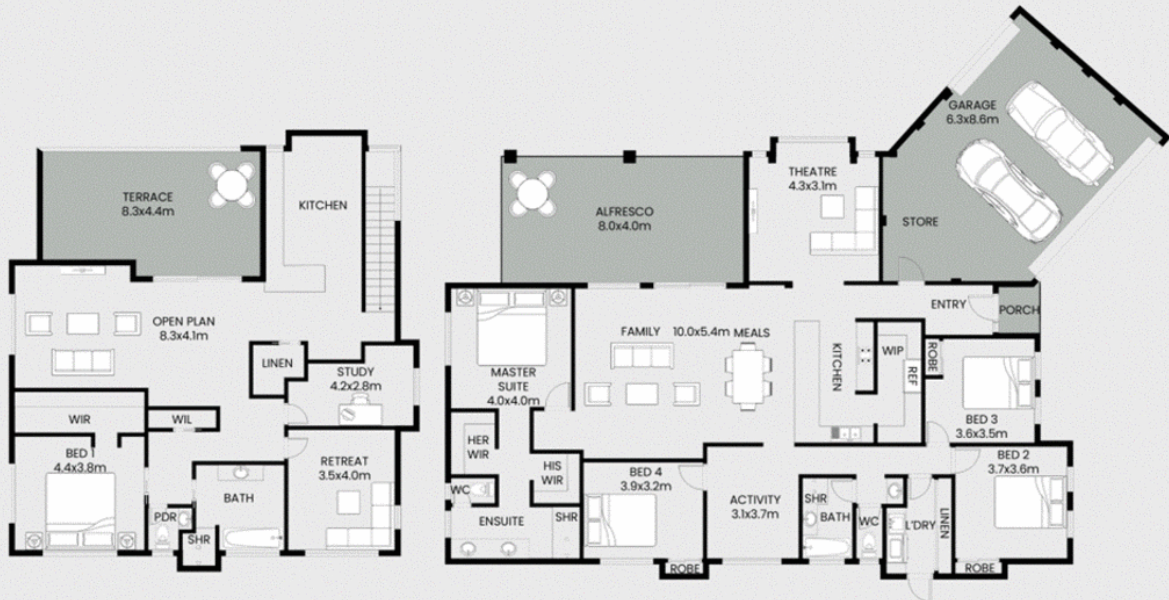 TERRACE
8.3x4.4m
KITCHEN
OPEN PLAN
8.3x4.1m
LINEN
STUDY
4.2x2.8m
WIR
WIL
BED 1
4.4x3.8m
RETREAT
3.5x4.0m
BATH
PDR
SHR
GARAGE
6.3x8.6m
STORE
THEATRE
4.3x3.1m
ALFRESCO
8.0x4.0m
ENTRY
PORCH
FAMILY 10.0x5.4m MEALS
KITCHEN
WIP
REF
ROBE
MASTER
SUITE
4.0x4.0m
BED 3
3.6x3.5m
HER
WIR
HIS
WIR
WC
ENSUITE
SHR
BED 4
3.9x3.2m
ROBE
ACTIVITY
3.1x3.7m
SHR
BATH
WC
L'DRY
LINEN
BED 2
3.7x3.6m
ROBE